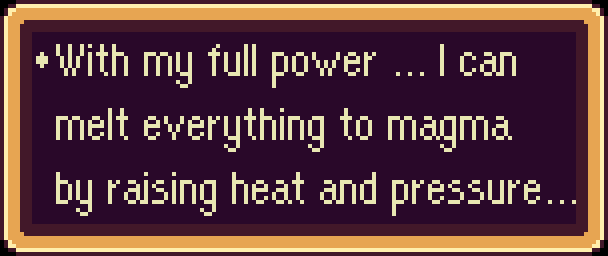 •With my full power ... I can
melt everything to magma
by raising heat and pressure...